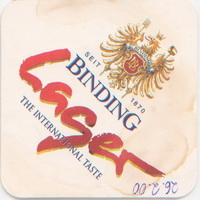 SEIT 1870
BINDING
Lager
THE INTERNATIONAL TASTE
26.2.00